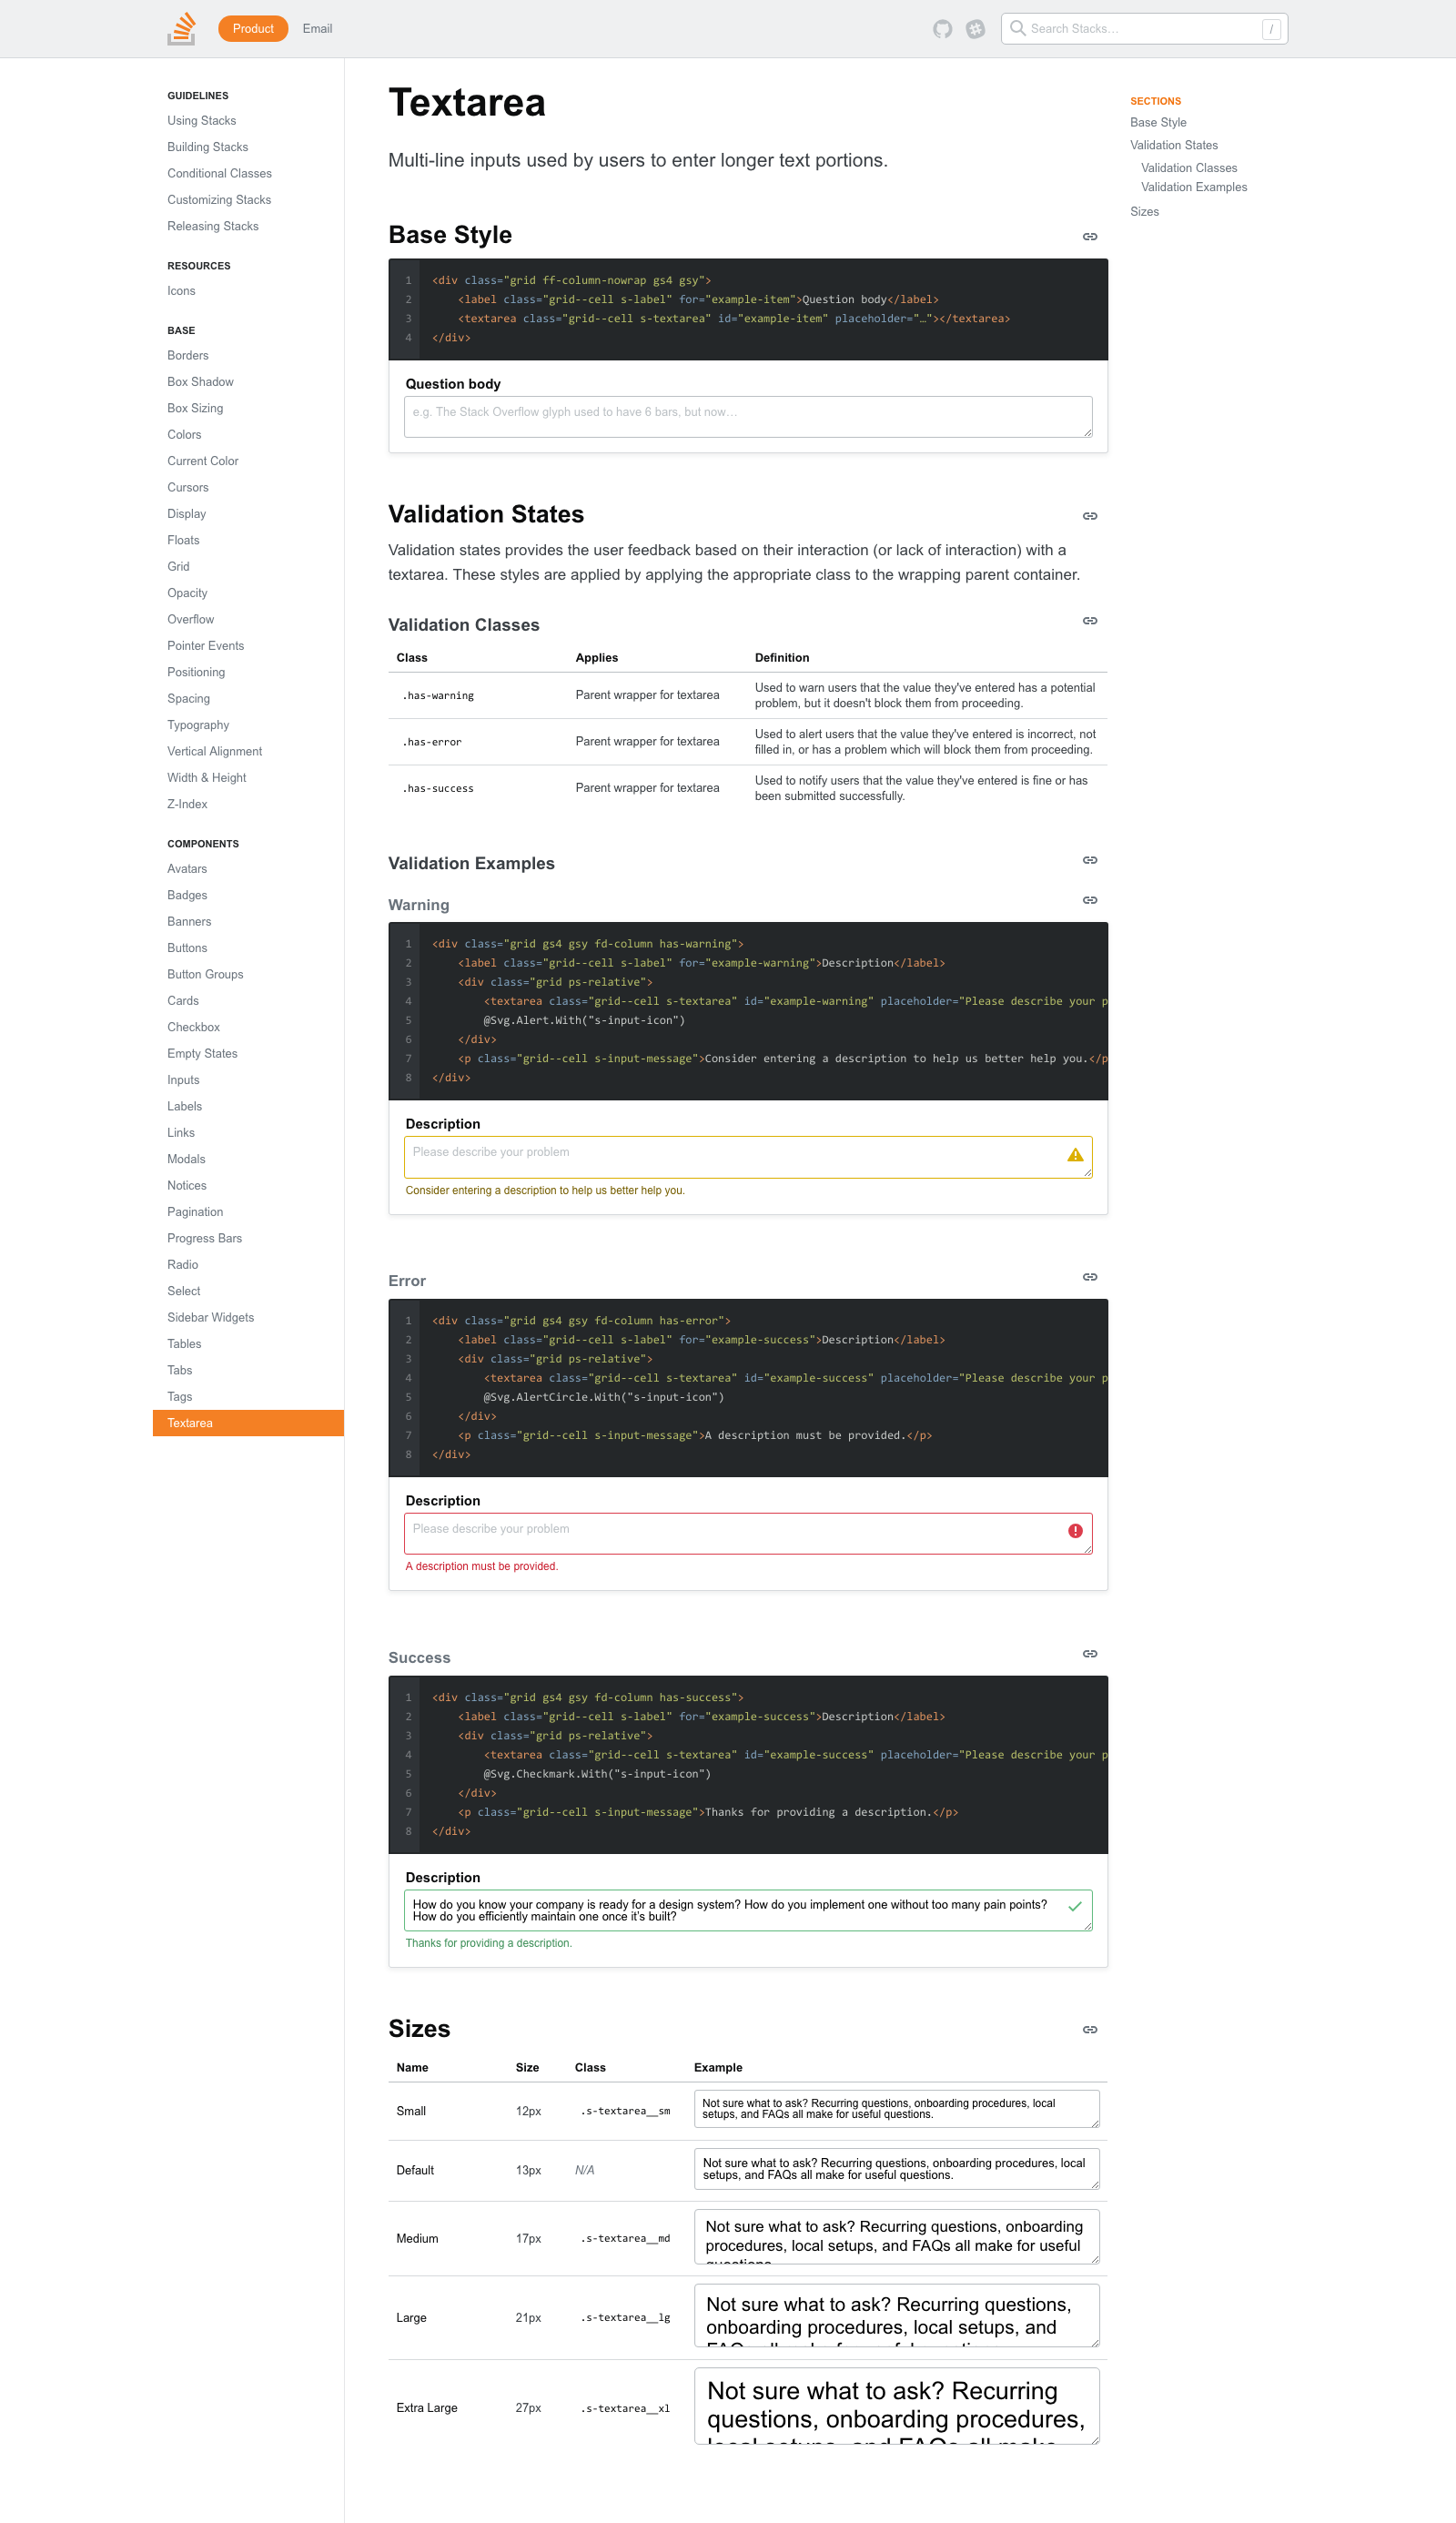 Product
Email
Search Stacks...
/
GUIDELINES
Using Stacks
Building Stacks
Conditional Classes
Customizing Stacks
Releasing Stacks
RESOURCES
Icons
BASE
Borders
Box Shadow
Box Sizing
Colors
Current Color
Cursors
Display
Floats
Grid
Opacity
Overflow
Pointer Events
Positioning
Spacing
Typography
Vertical Alignment
Width & Height
Z-Index
COMPONENTS
Avatars
Badges
Banners
Buttons
Button Groups
Cards
Checkbox
Empty States
Inputs
Labels
Links
Modals
Notices
Pagination
Progress Bars
Radio
Select
Sidebar Widgets
Tables
Tabs
Tags
Textarea
Textarea
Multi-line inputs used by users to enter longer text portions.
Base Style
1 <div class="grid ff-column-nowrap gs4 gsy">
2 <label class="grid--cell s-label" for="example-item">Question body</label>
3 <textarea class="grid--cell s-textarea" id="example-item" placeholder="…"></textarea>
4 </div>
Question body
e.g. The Stack Overflow glyph used to have 6 bars, but now…
Validation States
Validation states provides the user feedback based on their interaction (or lack of interaction) with a
textarea. These styles are applied by applying the appropriate class to the wrapping parent container.
Validation Classes
Class Applies Definition
.has-warning Parent wrapper for textarea Used to warn users that the value they've entered has a potential
problem, but it doesn't block them from proceeding.
.has-error Parent wrapper for textarea Used to alert users that the value they've entered is incorrect, not
filled in, or has a problem which will block them from proceeding.
.has-success Parent wrapper for textarea Used to notify users that the value they've entered is fine or has
been submitted successfully.
Validation Examples
Warning
1 <div class="grid gs4 gsy fd-column has-warning">
2 <label class="grid--cell s-label" for="example-warning">Description</label>
3 <div class="grid ps-relative">
4 <textarea class="grid--cell s-textarea" id="example-warning" placeholder="Please describe your p
5 @Svg.Alert.With("s-input-icon")
6 </div>
7 <p class="grid--cell s-input-message">Consider entering a description to help us better help you.</p
8 </div>
Description
Please describe your problem
Consider entering a description to help us better help you.
Error
1 <div class="grid gs4 gsy fd-column has-error">
2 <label class="grid--cell s-label" for="example-success">Description</label>
3 <div class="grid ps-relative">
4 <textarea class="grid--cell s-textarea" id="example-success" placeholder="Please describe your p
5 @Svg.AlertCircle.With("s-input-icon")
6 </div>
7 <p class="grid--cell s-input-message">A description must be provided.</p>
8 </div>
Description
Please describe your problem
A description must be provided.
Success
1 <div class="grid gs4 gsy fd-column has-success">
2 <label class="grid--cell s-label" for="example-success">Description</label>
3 <div class="grid ps-relative">
4 <textarea class="grid--cell s-textarea" id="example-success" placeholder="Please describe your p
5 @Svg.Checkmark.With("s-input-icon")
6 </div>
7 <p class="grid--cell s-input-message">Thanks for providing a description.</p>
8 </div>
Description
How do you know your company is ready for a design system? How do you implement one without too many pain points?
How do you efficiently maintain one once it's built?
Thanks for providing a description.
Sizes
Name Size Class Example
Small 12px .s-textarea__sm Not sure what to ask? Recurring questions, onboarding procedures, local
setups, and FAQs all make for useful questions.
Default 13px N/A Not sure what to ask? Recurring questions, onboarding procedures, local
setups, and FAQs all make for useful questions.
Medium 17px .s-textarea__md Not sure what to ask? Recurring questions, onboarding
procedures, local setups, and FAQs all make for useful
Large 21px .s-textarea__lg Not sure what to ask? Recurring questions,
onboarding procedures, local setups, and
Extra Large 27px .s-textarea__xl Not sure what to ask? Recurring
questions, onboarding procedures,
local setups, and FAQs all make
SECTIONS
Base Style
Validation States
Validation Classes
Validation Examples
Sizes